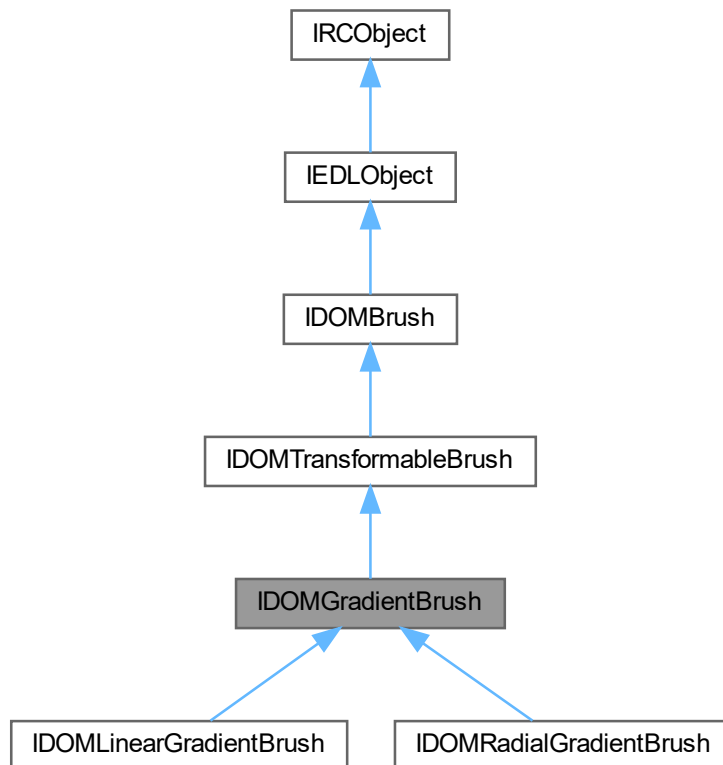 IRCObject
IEDLObject
IDOMBrush
IDOMTransformableBrush
IDOMGradientBrush
IDOMLinearGradientBrush
IDOMRadialGradientBrush